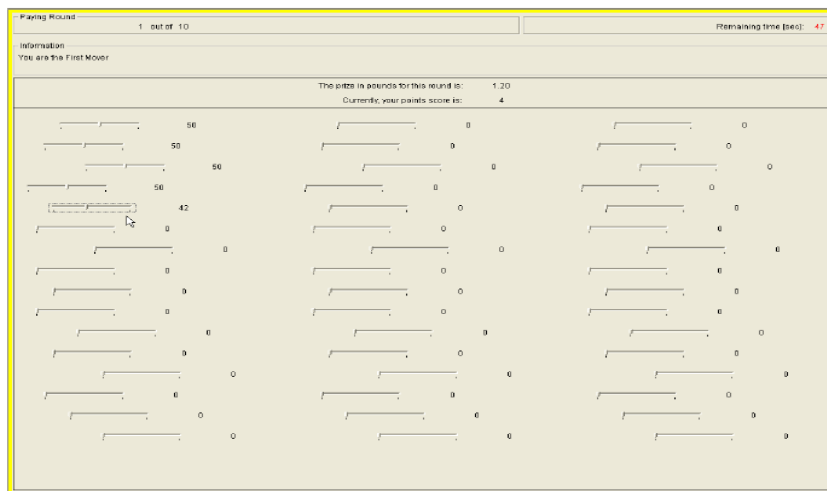 Paying Round
1 out of 10 Remaining time [sec]: 47
Information
You are the First Mover
The prize in pounds for this round is: 1.20
Currently, your points score is: 4
50 0 0
50 0 0
50 0 0
50 0 0
42 0 0
0 0 0
0 0 0
0 0 0
0 0 0
0 0 0
0 0 0
0 0 0
0 0 0
0 0 0
0 0 0
0 0 0